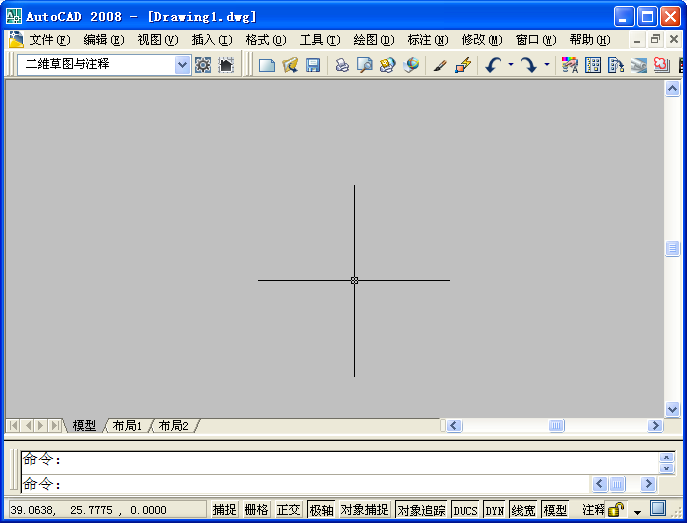 AutoCAD 2008 - [Drawing1.dwg]
文件(F) 编辑(E) 视图(V) 插入(I) 格式(O) 工具(T) 绘图(D) 标注(N) 修改(M) 窗口(W) 帮助(H)
二维草图与注释
模型 布局1 布局2
命令:
命令:
39.0638, 25.7775 , 0.0000 捕捉 栅格 正交 极轴 对象捕捉 对象追踪 DUCS DYN 线宽 模型 注释